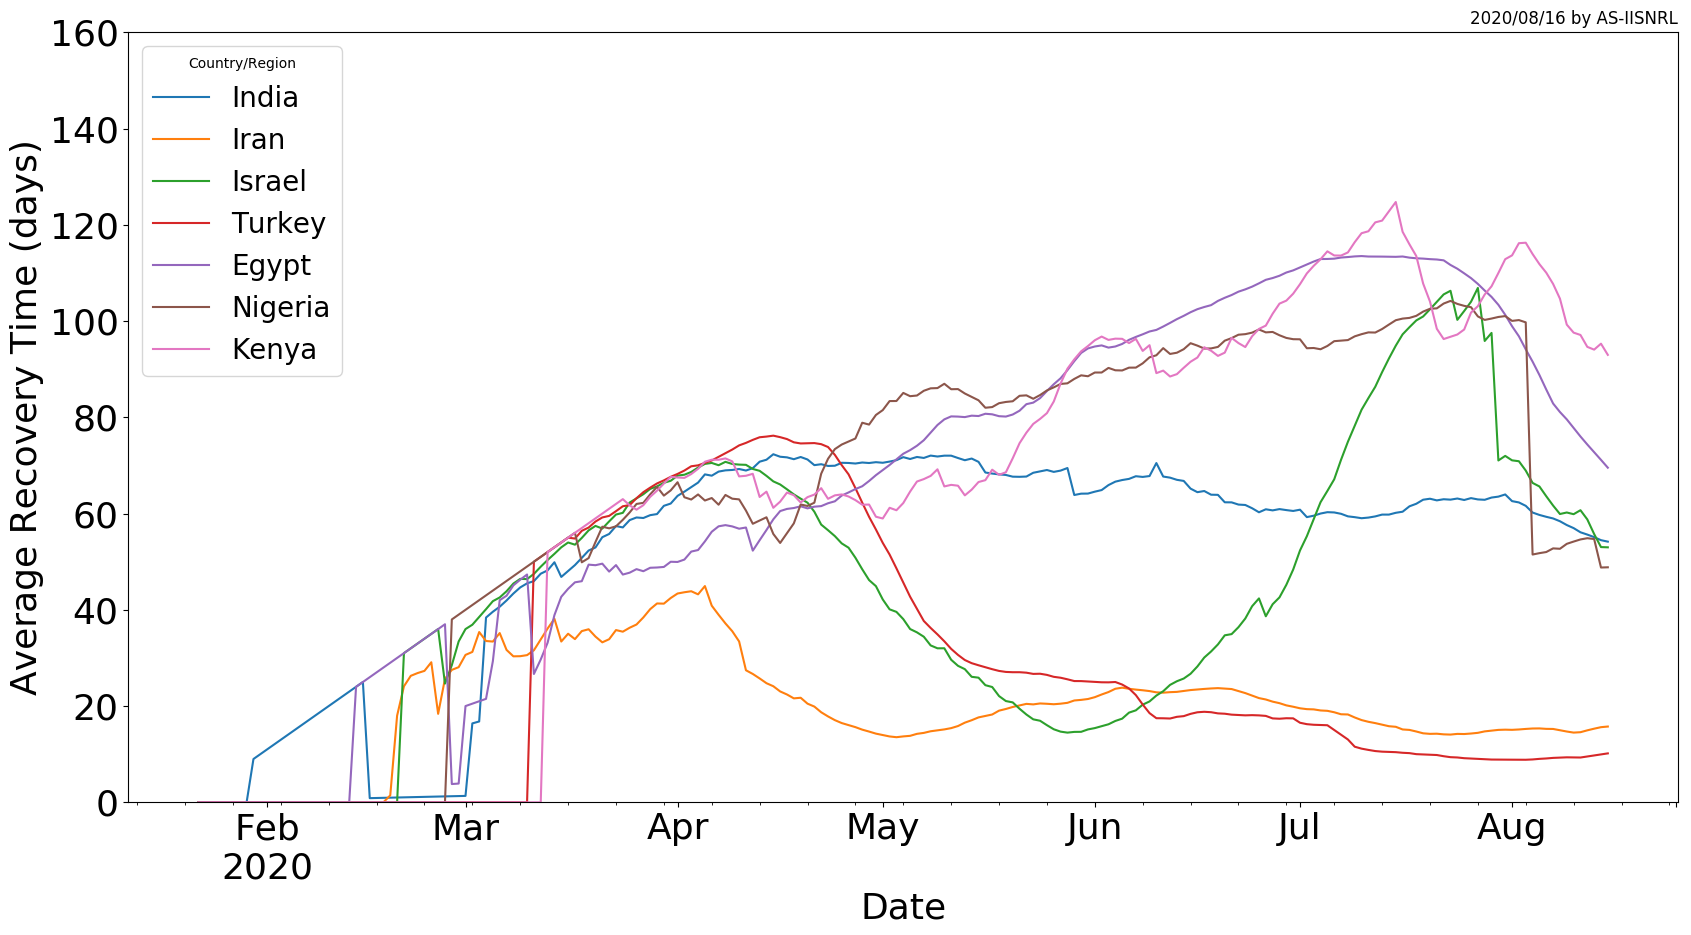 2020/08/16 by AS-IISNRL
Average Recovery Time (days)
160
140
120
100
80
60
40
20
0
Country/Region
India
Iran
Israel
Turkey
Egypt
Nigeria
Kenya
Feb
2020
Mar
Apr
May
Jun
Jul
Aug
Date